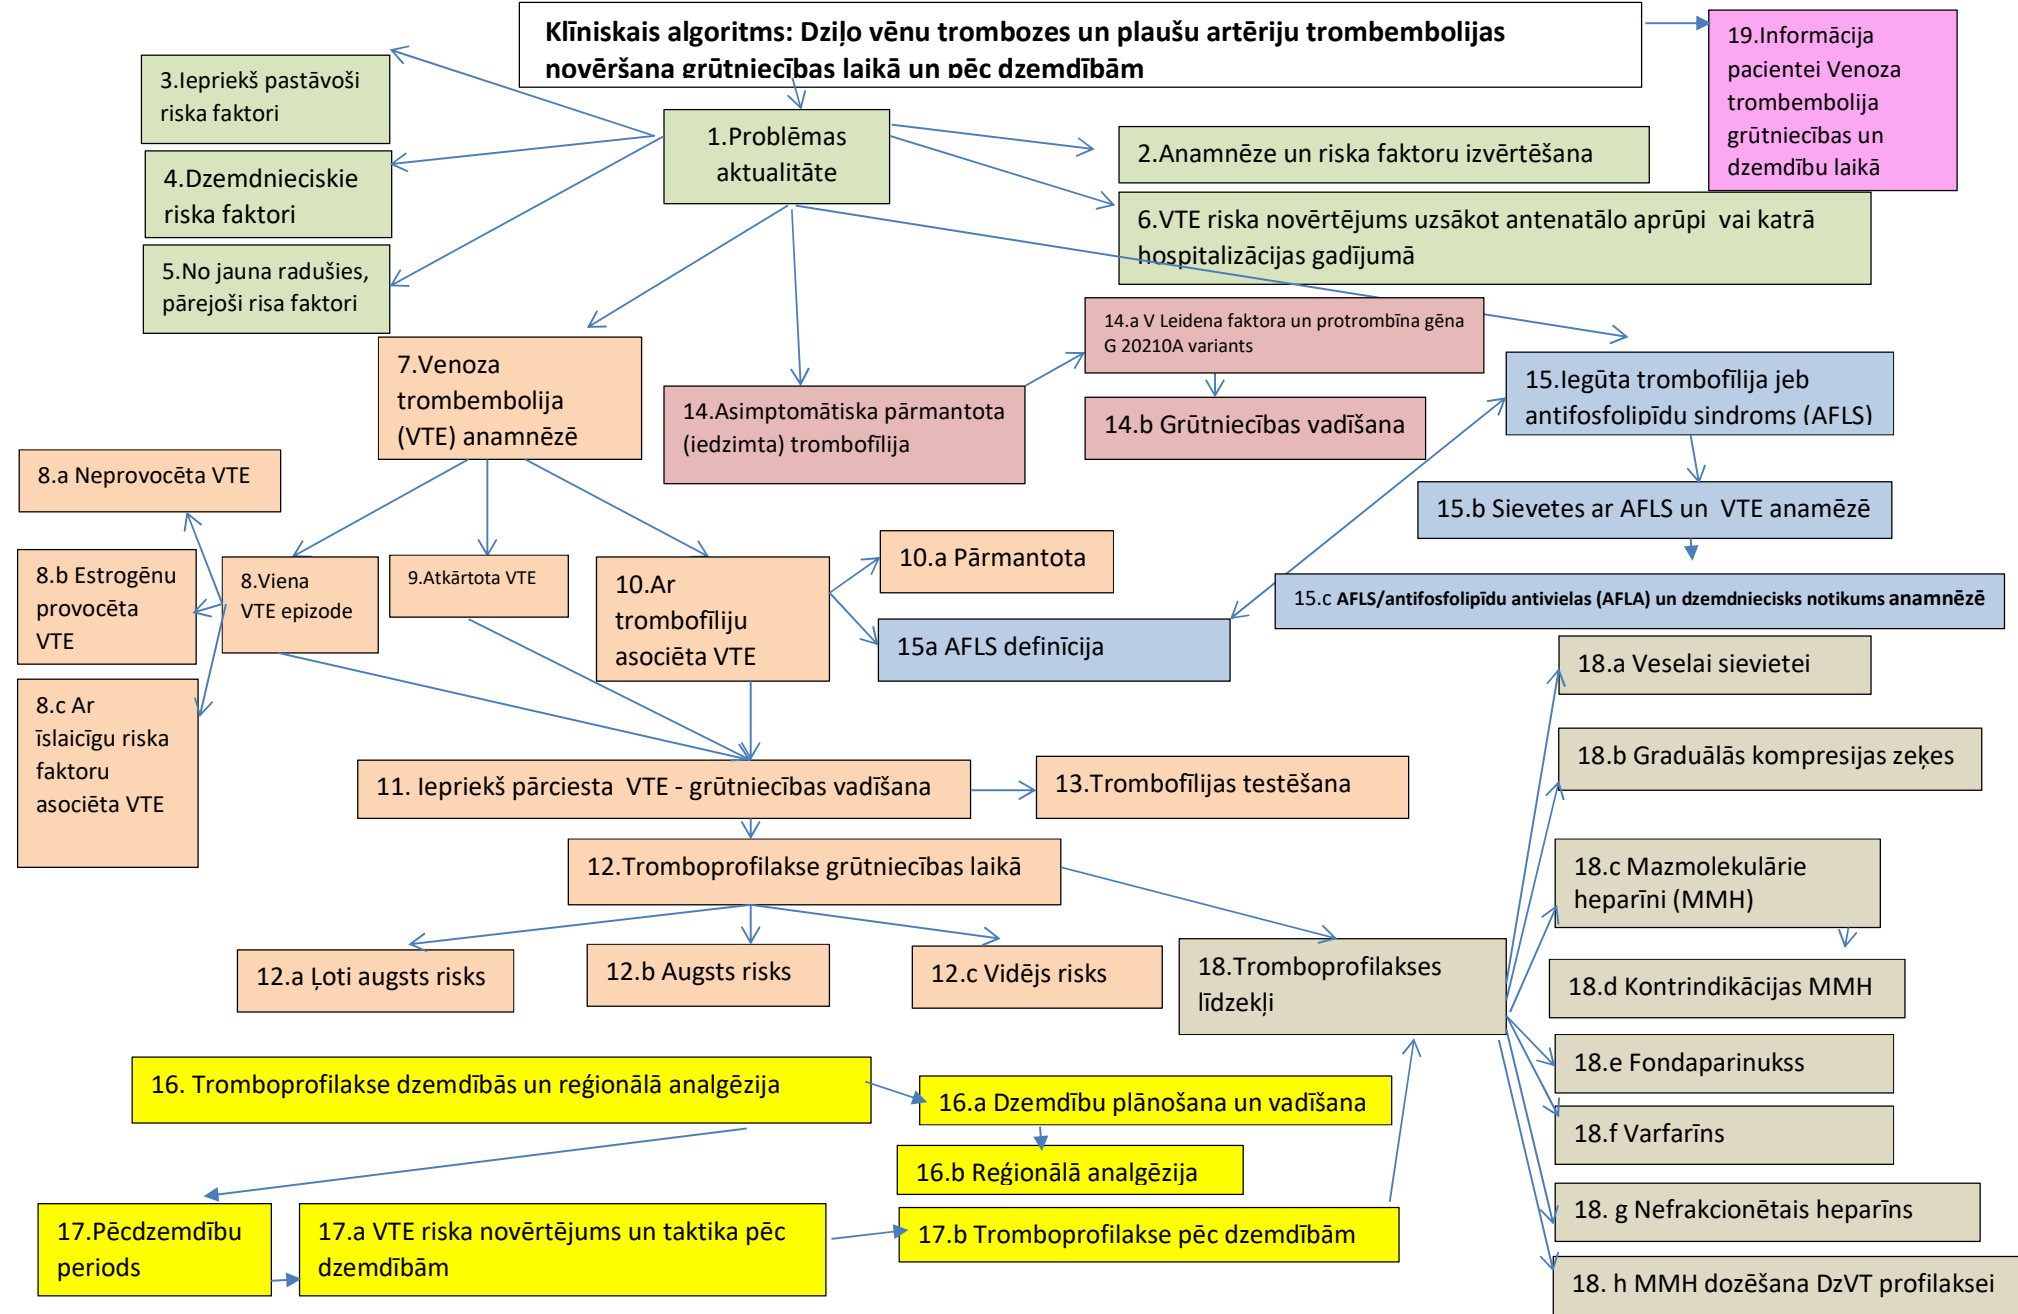 Klīniskais algoritms: Dziļo vēnu trombozes un plaušu artēriju trombembolijas
novēršana grūtniecības laikā un pēc dzemdībām
19.Informācija
pacientei Venoza
trombembolija
grūtniecības un
dzemdību laikā
3.Iepriekš pastāvoši
riska faktori
1.Problēmas
aktualitāte
2.Anamnēze un riska faktoru izvērtēšana
4.Dzemdnieciskie
riska faktori
6.VTE riska novērtējums uzsākot antenatālo aprūpi vai katrā
hospitalizācijas gadījumā
5.No jauna radušies,
pārejoši risa faktori
7.Venoza
trombembolija
(VTE) anamnēzē
14.a V Leidena faktora un protrombīna gēna
G 20210A variants
14.Asimptomātiska pārmantota
(iedzimta) trombofīlija
14.b Grūtniecības vadīšana
15.Iegūta trombofīlija jeb
antifosfolipīdu sindroms (AFLS)
8.a Neprovocēta VTE
15.b Sievetes ar AFLS un VTE anamēzē
8.b Estrogēnu
provocēta
VTE
8.Viena
VTE epizode
9.Atkārtota VTE
10.Ar
trombofīliju
asociēta VTE
10.a Pārmantota
15a AFLS definīcija
15.c AFLS/antifosfolipīdu antivielas (AFLA) un dzemdniecisks notikums anamnēzē
8.c Ar
īslaicīgu riska
faktoru
asociēta VTE
18.a Veselai sievietei
18.b Graduālās kompresijas zeķes
11. Iepriekš pārciesta VTE - grūtniecības vadīšana
13.Trombofīlijas testēšana
12.Tromboprofilakse grūtniecības laikā
18.c Mazmolekulārie
heparīni (MMH)
12.a Ļoti augsts risks
12.b Augsts risks
12.c Vidējs risks
18.Tromboprofilakses
līdzekļi
18.d Kontrindikācijas MMH
18.e Fondaparinukss
16. Tromboprofilakse dzemdībās un reģionālā analgēzija
16.a Dzemdību plānošana un vadīšana
18.f Varfarīns
16.b Reģionālā analgēzija
17.Pēcdzemdību
periods
17.a VTE riska novērtējums un taktika pēc
dzemdībām
17.b Tromboprofilakse pēc dzemdībām
18. g Nefrakcionētais heparīns
18. h MMH dozēšana DzVT profilaksei